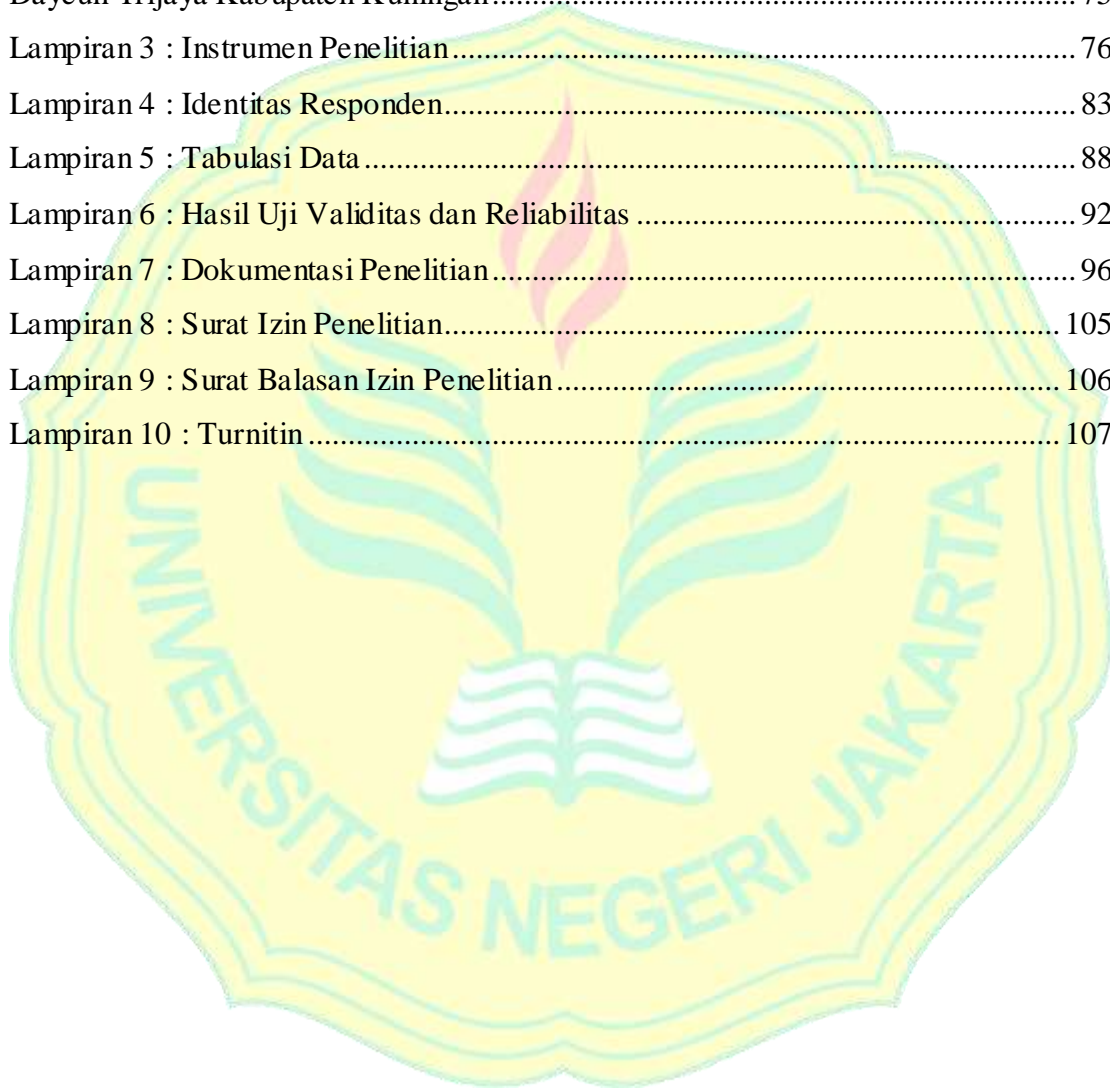 Kabupaten Kuningan
Lampiran 3 : Instrumen Penelitian ........ 76
Lampiran 4 : Identitas Responden ........ 83
Lampiran 5 : Tabulasi Data ........ 88
Lampiran 6 : Hasil Uji Validitas dan Reliabilitas ........ 92
Lampiran 7 : Dokumentasi Penelitian ........ 96
Lampiran 8 : Surat Izin Penelitian ........ 105
Lampiran 9 : Surat Balasan Izin Penelitian ........ 106
Lampiran 10 : Turnitin ........ 107
UNIVERSITAS NEGERI JAKARTA